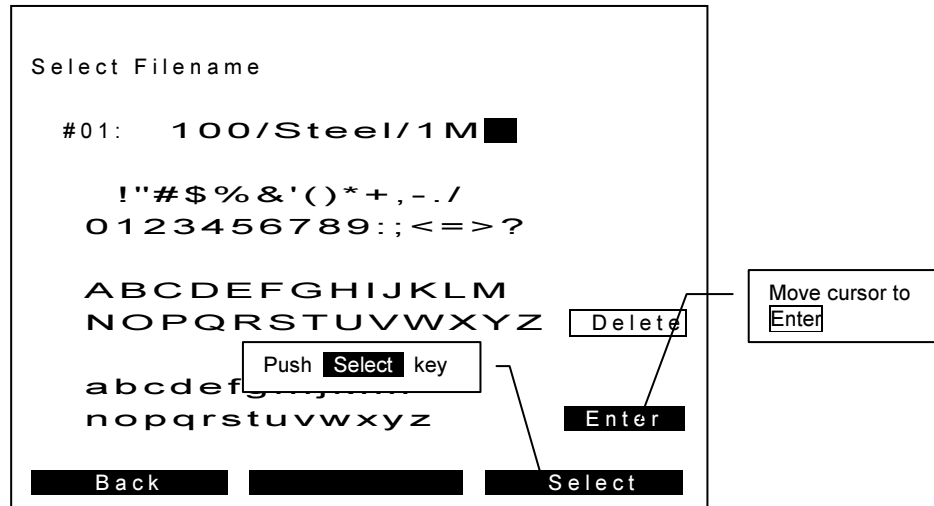 Select Filename
#01: 100/Steel/1M
!"#$%&'()*+,-./
0123456789:;<=>?
ABCDEFGHIJKLM
NOPQRSTUVWXYZ Delete
Move cursor to
Enter
Push Select key
abcdef
nopqrstuvwxyz Enter
Back Select